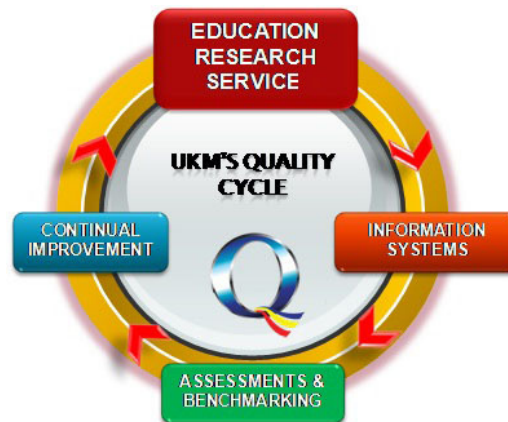 EDUCATION
RESEARCH
SERVICE
UKM'S QUALITY
CYCLE
CONTINUAL
IMPROVEMENT
INFORMATION
SYSTEMS
Q
ASSESSMENTS &
BENCHMARKING